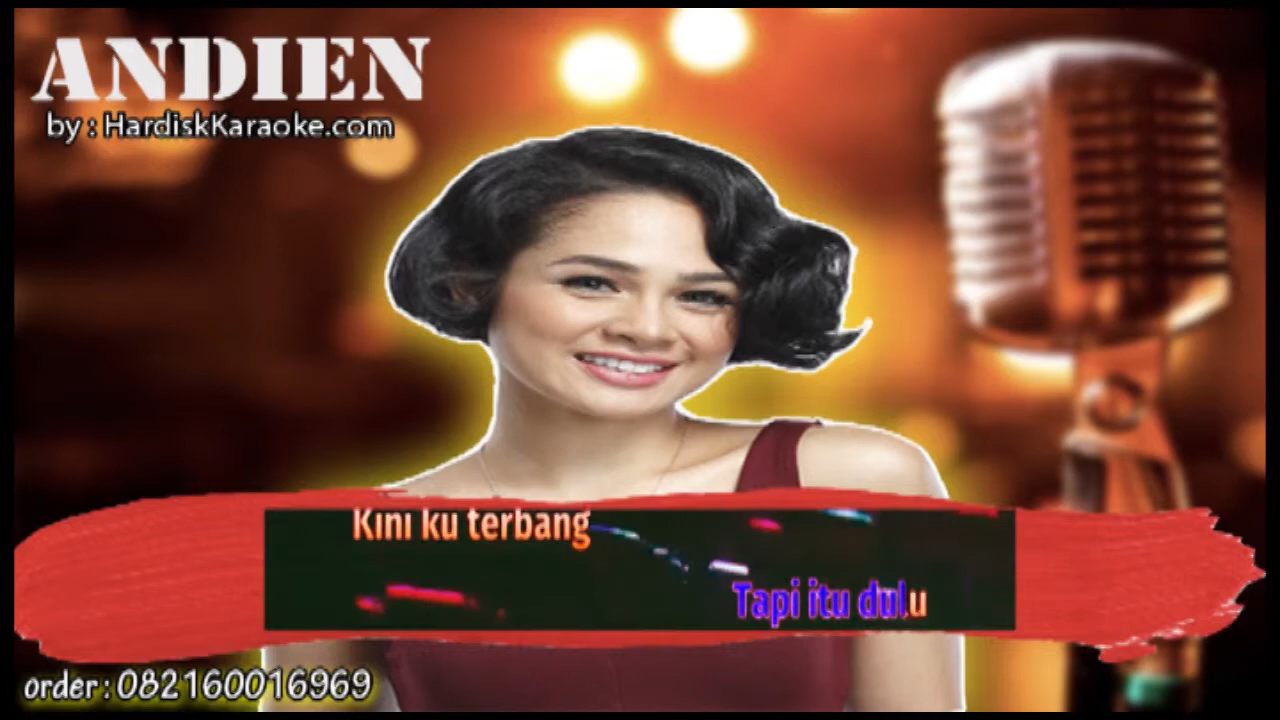 ANDIEN
by : HardiskKaraoke.com
Kini ku terbang
Tapi itu dulu
order : 082160016969